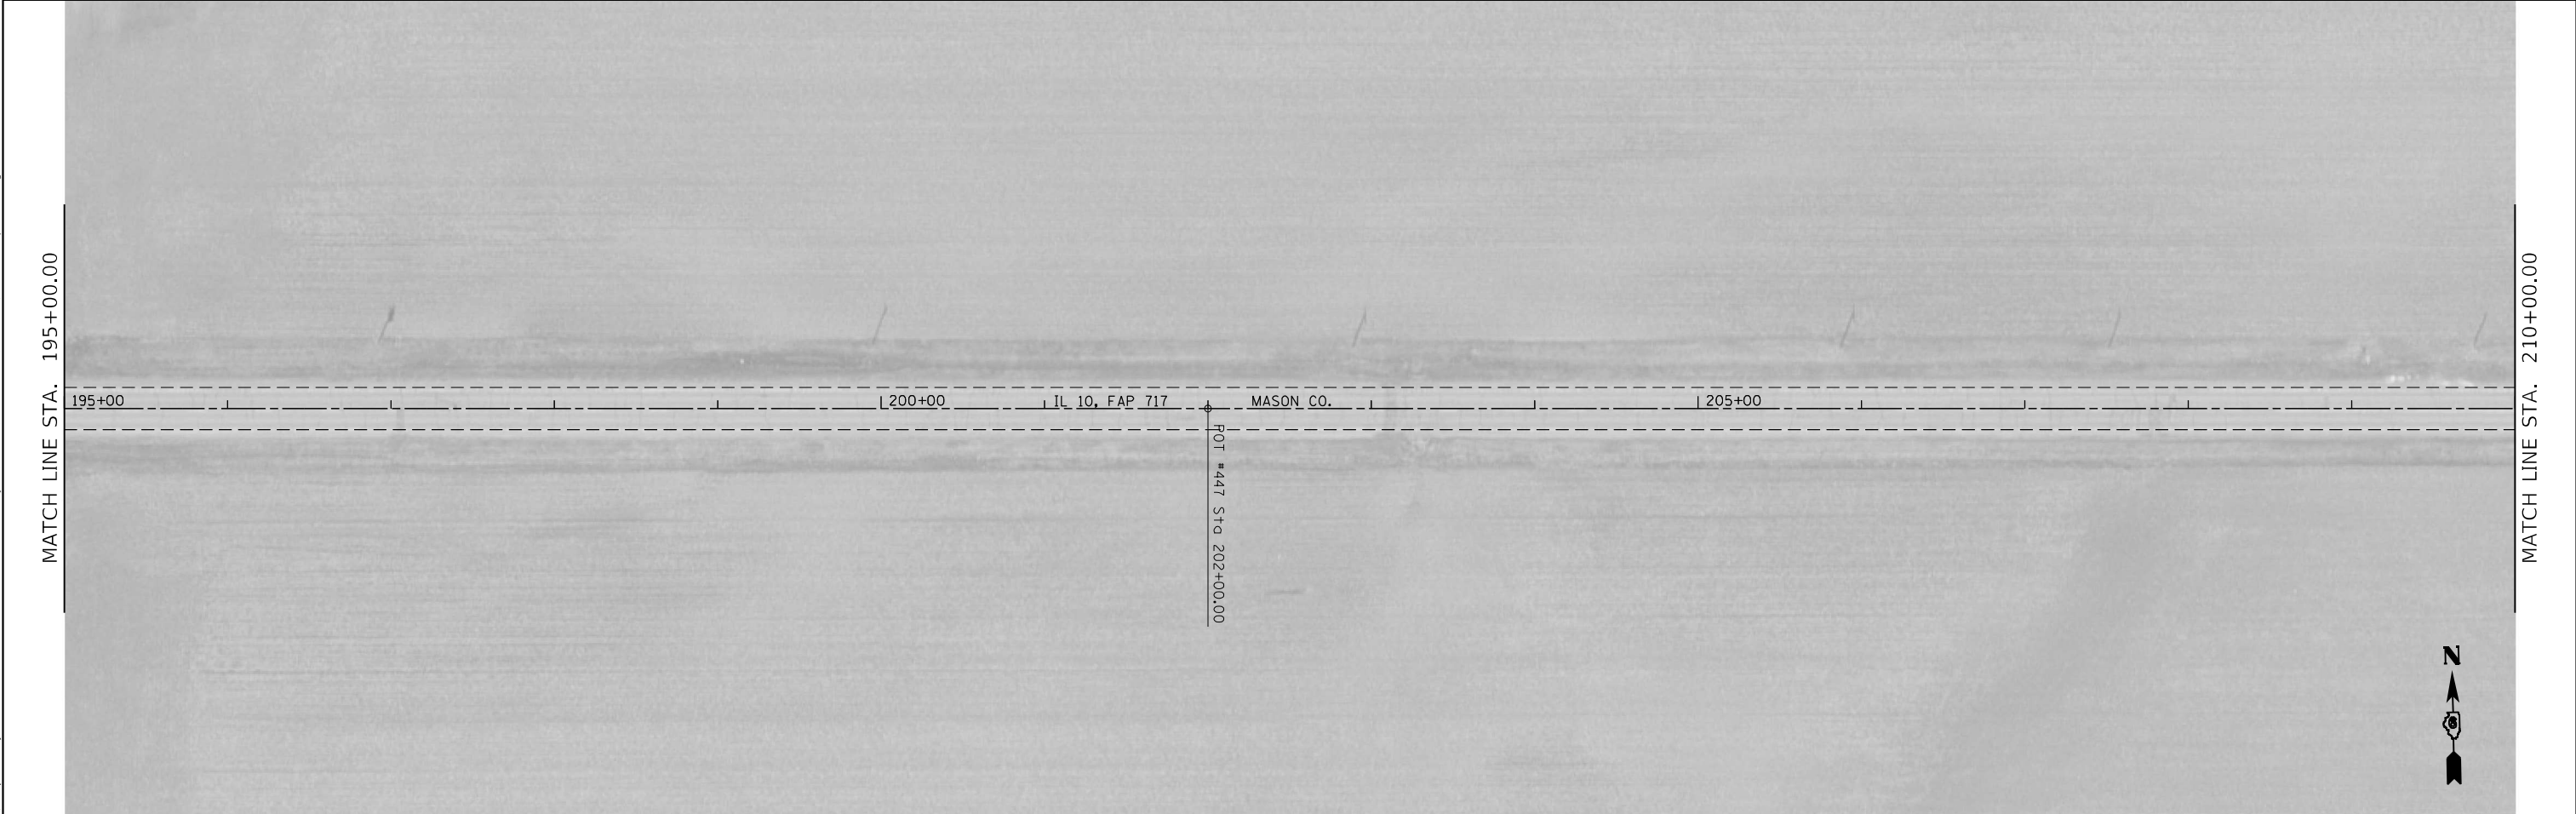 MATCH LINE STA. 195+00.00
195+00
200+00
IL 10, FAP 717
MASON CO.
205+00
POT #447 Sta 202+00.00
MATCH LINE STA. 210+00.00
N